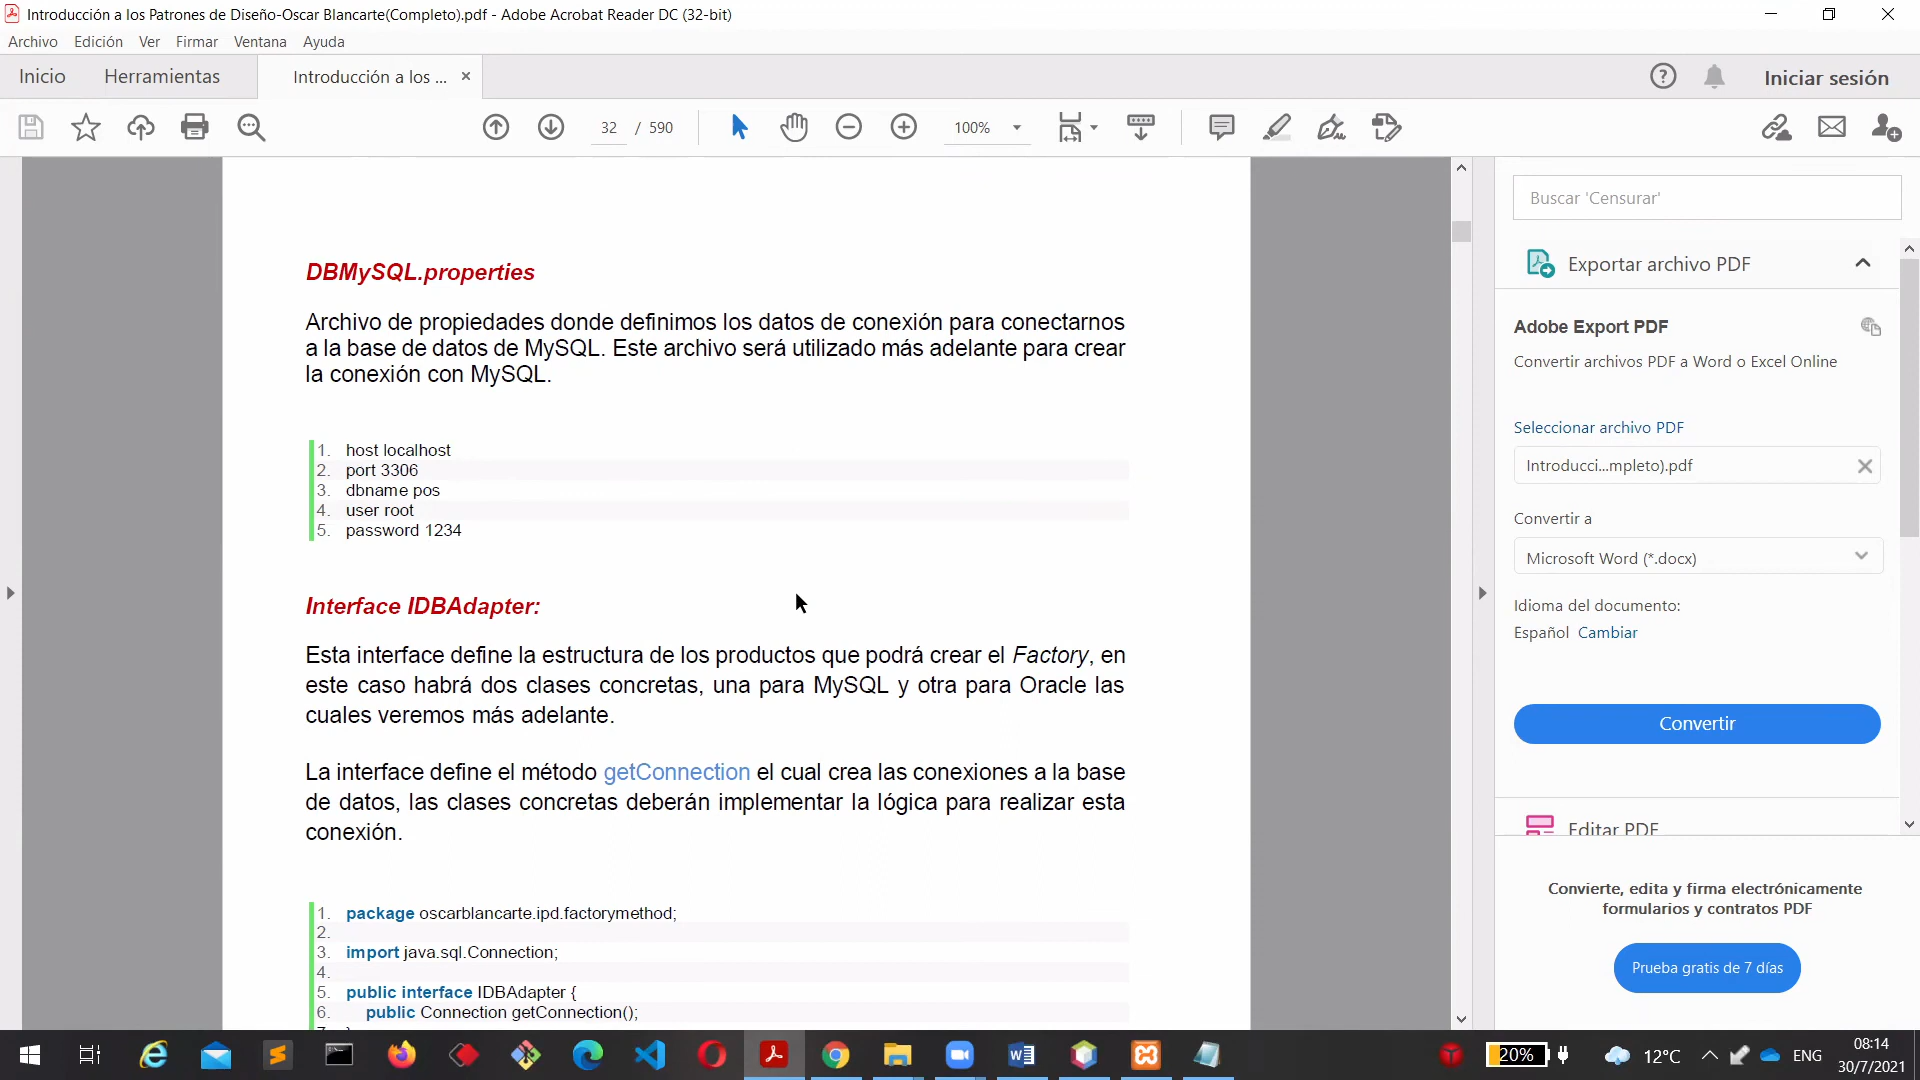 Introducción a los Patrones de Diseño-Oscar Blancarte(Completo).pdf - Adobe Acrobat Reader DC (32-bit)
Archivo Edición Ver Firmar Ventana Ayuda
Inicio Herramientas Introducción a los ... Iniciar sesión
32 / 590 100%
DBMySQL.properties
Archivo de propiedades donde definimos los datos de conexión para conectarnos
a la base de datos de MySQL. Este archivo será utilizado más adelante para crear
la conexión con MySQL.
1. host localhost
2. port 3306
3. dbname pos
4. user root
5. password 1234
Interface IDBAdapter:
Esta interface define la estructura de los productos que podrá crear el Factory, en
este caso habrá dos clases concretas, una para MySQL y otra para Oracle las
cuales veremos más adelante.
La interface define el método getConnection el cual crea las conexiones a la base
de datos, las clases concretas deberán implementar la lógica para realizar esta
conexión.
1. package oscarblancarte.ipd.factorymethod;
2.
3. import java.sql.Connection;
4.
5. public interface IDBAdapter {
6. public Connection getConnection();
Buscar 'Censurar'
Exportar archivo PDF
Adobe Export PDF
Convertir archivos PDF a Word o Excel Online
Seleccionar archivo PDF
Introducci...mpleto).pdf
Convertir a
Microsoft Word (*.docx)
Idioma del documento:
Español Cambiar
Convertir
Editar PDF
Convierte, edita y firma electrónicamente
formularios y contratos PDF
Prueba gratis de 7 días
20% 12°C ENG 08:14
30/7/2021